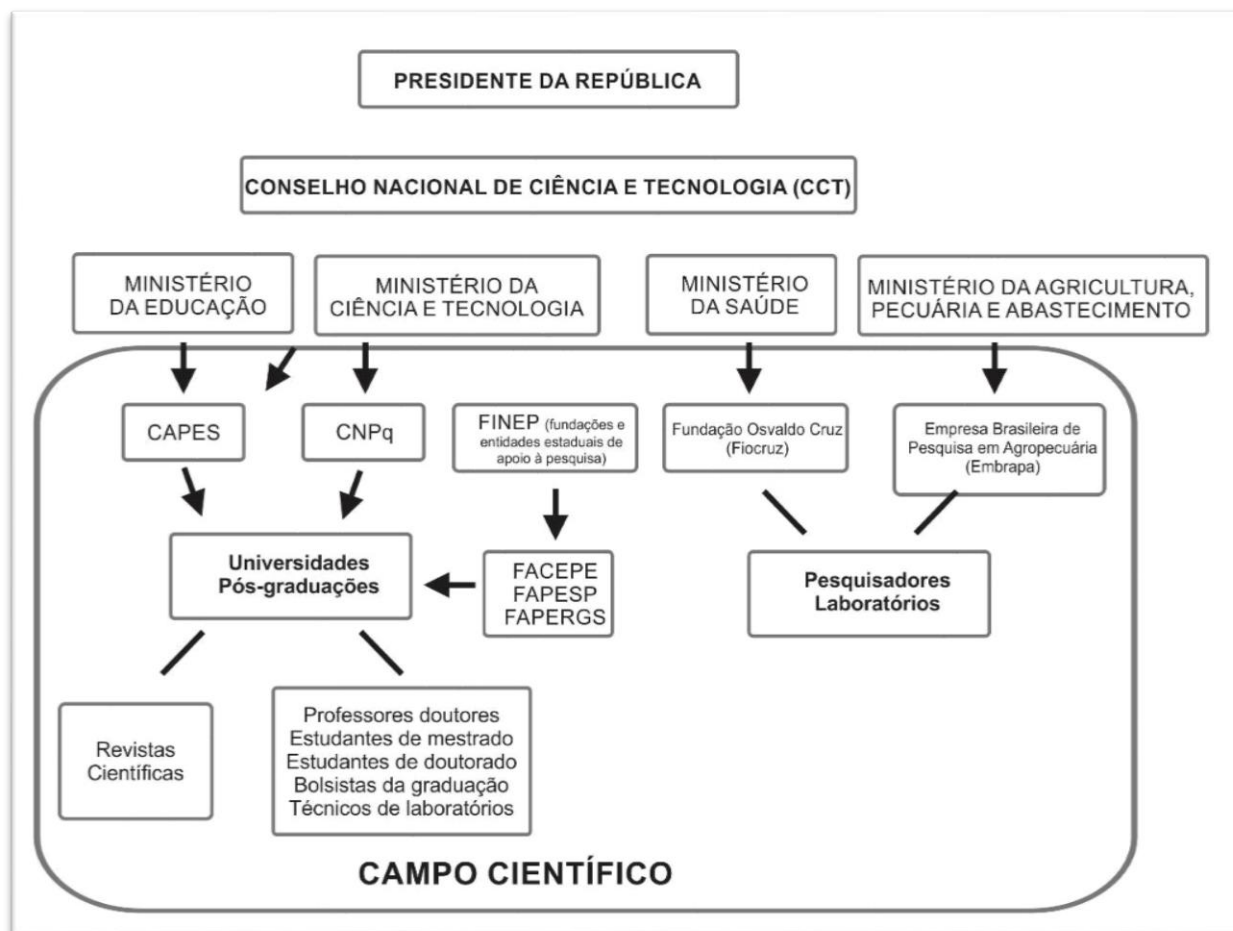 PRESIDENTE DA REPÚBLICA
CONSELHO NACIONAL DE CIÊNCIA E TECNOLOGIA (CCT)
MINISTÉRIO
DA EDUCAÇÃO
MINISTÉRIO DA
CIÊNCIA E TECNOLOGIA
MINISTÉRIO
DA SAÚDE
MINISTÉRIO DA AGRICULTURA,
PECUÁRIA E ABASTECIMENTO
CAPES
CNPq
FINEP (fundações e
entidades estaduais de
apoio à pesquisa)
Fundação Osvaldo Cruz
(Fiocruz)
Empresa Brasileira de
Pesquisa em Agropecuária
(Embrapa)
Universidades
Pós-graduações
FACEPE
FAPESP
FAPERGS
Pesquisadores
Laboratórios
Revistas
Científicas
Professores doutores
Estudantes de mestrado
Estudantes de doutorado
Bolsistas da graduação
Técnicos de laboratórios
CAMPO CIENTÍFICO